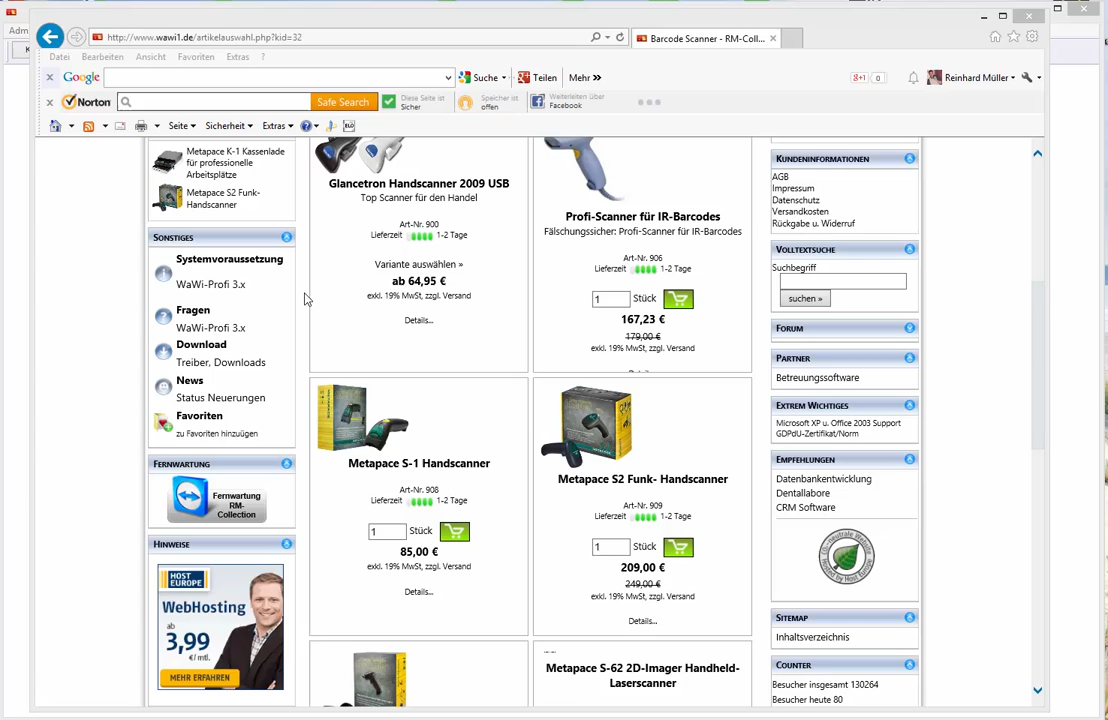 Adm
K
http://www.wawi1.de/artikelauswahl.php?kid=32
Barcode Scanner - RM-Coll...
Datei Bearbeiten Ansicht Favoriten Extras ?
Google
Suche
Teilen
Mehr »
g+1 0
Reinhard Müller
Norton
Safe Search
Diese Seite ist
Sicher
Speicher ist
offen
Weiterleiten über
Facebook
Seite Sicherheit Extras
Metapace K-1 Kassenlade
für professionelle
Arbeitsplätze
Metapace S2 Funk-
Handscanner
Sonstiges
Systemvoraussetzung
WaWi-Profi 3.x
Fragen
WaWi-Profi 3.x
Download
Treiber, Downloads
News
Status Neuerungen
Favoriten
zu Favoriten hinzuügen
Fernwartung
Fernwartung
RM-
Collection
Hinweise
HOST
EUROPE
WebHosting
ab
3,99
€/mtl.
MEHR ERFAHREN
Glancetron Handscanner 2009 USB
Top Scanner für den Handel
Art-Nr. 900
Lieferzeit 1-2 Tage
Variante auswählen »
ab 64,95 €
exkl. 19% MwSt, zzgl. Versand
Details...
Profi-Scanner für IR-Barcodes
Fälschungssicher: Profi-Scanner für IR-Barcodes
Art-Nr. 906
Lieferzeit 1-2 Tage
1 Stück
167,23 €
179,00 €
exkl. 19% MwSt, zzgl. Versand
Metapace S-1 Handscanner
Art-Nr. 908
Lieferzeit 1-2 Tage
1 Stück
85,00 €
exkl. 19% MwSt, zzgl. Versand
Details...
Metapace S2 Funk- Handscanner
Art-Nr. 909
Lieferzeit 1-2 Tage
1 Stück
209,00 €
249,00 €
exkl. 19% MwSt, zzgl. Versand
Details...
Metapace S-62 2D-Imager Handheld-
Laserscanner
Kundeninformationen
AGB
Impressum
Datenschutz
Versandkosten
Rückgabe u. Widerruf
Volltextsuche
Suchbegriff
suchen »
Forum
Partner
Betreuungssoftware
Extrem Wichtiges
Microsoft XP u. Office 2003 Support
GDPdU-Zertifikat/Norm
Empfehlungen
Datenbankentwicklung
Dentallabore
CRM Software
Sitemap
Inhaltsverzeichnis
Counter
Besucher insgesamt 130264
Besucher heute 80